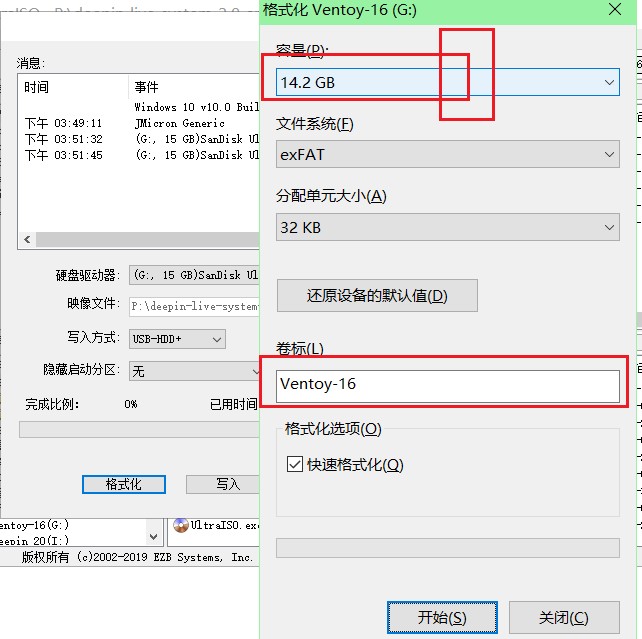 格式化 Ventoy-16 (G:)
消息:
时间 事件
Windows 10 v10.0 Buil
下午 03:49:11 JMicron Generic
下午 03:51:32 (G:, 15 GB)SanDisk Ul
下午 03:51:45 (G:, 15 GB)SanDisk Ul
硬盘驱动器: (G:, 15 GB)SanDisk Ul
映像文件: P:\deepin-live-system
写入方式: USB-HDD+
隐藏启动分区: 无
完成比例: 0% 已用时间
格式化 写入
entoy-16(G:) UltraISO.exe
eepin 20(I:)
版权所有 (c)2002-2019 EZB Systems, Inc.
容量(P):
14.2 GB
文件系统(F)
exFAT
分配单元大小(A)
32 KB
还原设备的默认值(D)
卷标(L)
Ventoy-16
格式化选项(O)
快速格式化(Q)
开始(S) 关闭(C)